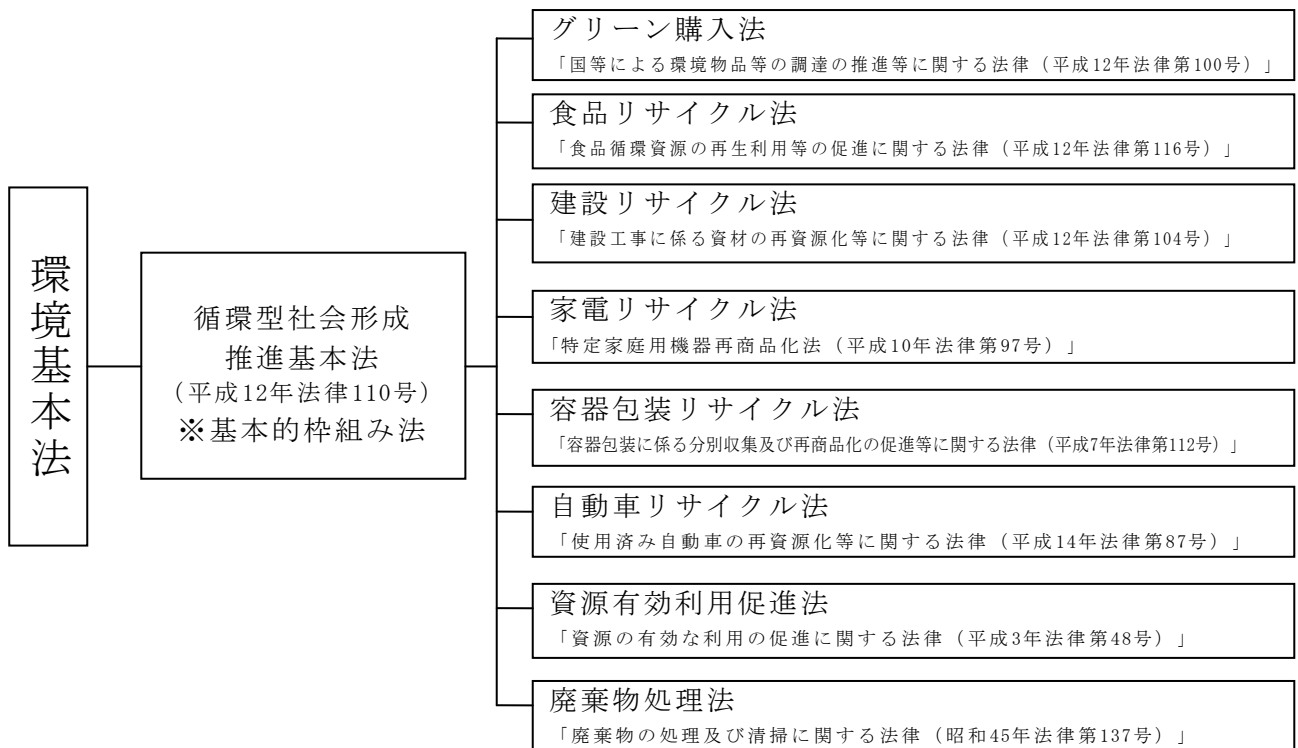 環境基本法
循環型社会形成
推進基本法
（平成12年法律110号）
※基本的枠組み法
グリーン購入法
「国等による環境物品等の調達の推進等に関する法律（平成12年法律第100号）」
食品リサイクル法
「食品循環資源の再生利用等の促進に関する法律（平成12年法律第116号）」
建設リサイクル法
「建設工事に係る資材の再資源化等に関する法律（平成12年法律第104号）」
家電リサイクル法
「特定家庭用機器再商品化法（平成10年法律第97号）」
容器包装リサイクル法
「容器包装に係る分別収集及び再商品化の促進等に関する法律（平成7年法律第112号）」
自動車リサイクル法
「使用済み自動車の再資源化等に関する法律（平成14年法律第87号）」
資源有効利用促進法
「資源の有効な利用の促進に関する法律（平成3年法律第48号）」
廃棄物処理法
「廃棄物の処理及び清掃に関する法律（昭和45年法律第137号）」